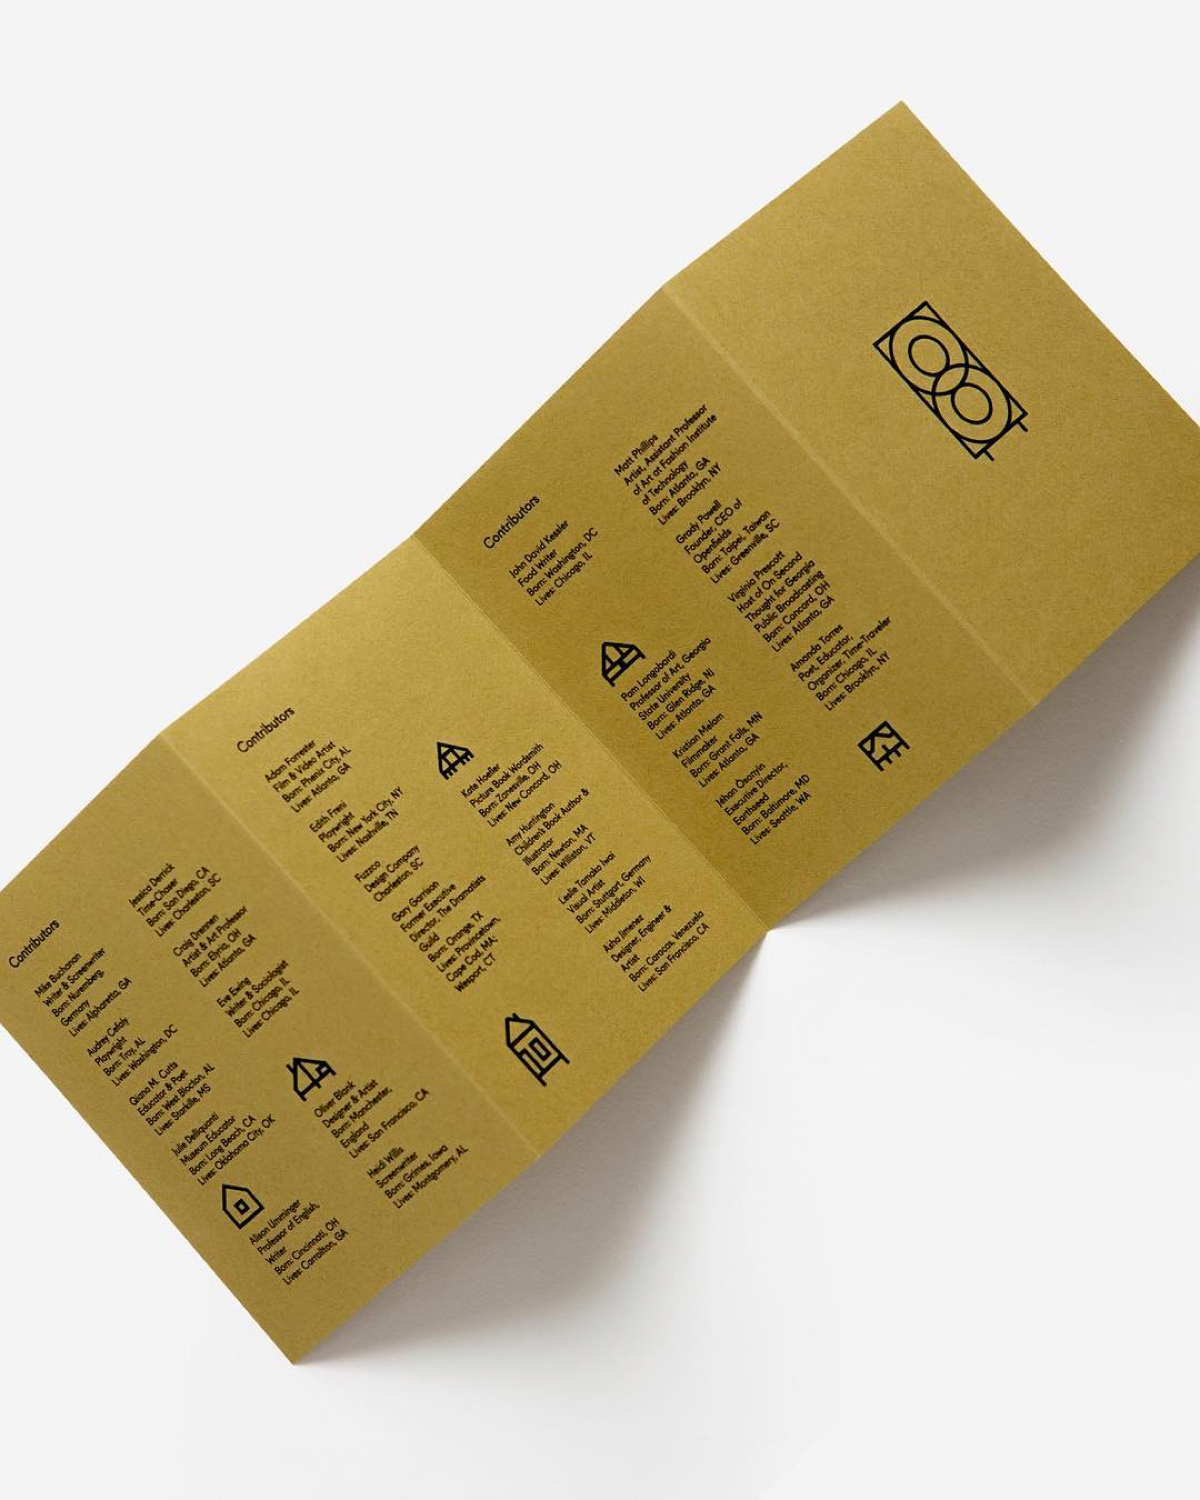 Contributors
Mike Buchanan
Writer & Screenwriter
Born: Nuremberg,
Germany
Lives: Alpharetta, GA
Audrey Cefaly
Playwright
Born: Troy, AL
Lives: Washington, DC
Qiana M. Cutts
Educator & Poet
Born: West Blocton, AL
Lives: Starkille, MS
Julie Delliquanti
Museum Educator
Born: Long Beach, CA
Lives: Oklahoma City, OK
Alison Umminger
Professor of English,
Writer
Born: Cincinnati, OH
Lives: Carrollton, GA
Jessica Derrick
Time-Chaser
Born: San Diego, CA
Lives: Charleston, SC
Craig Drennen
Artist & Art Professor
Born: Elyria, OH
Lives: Atlanta, GA
Eve Ewing
Writer & Sociologist
Born: Chicago, IL
Lives: Chicago, IL
Oliver Blank
Designer & Artist
Born: Manchester,
England
Lives: San Francisco, CA
Heidi Willis
Screenwriter
Born: Grimes, Iowa
Lives: Montgomery, AL
Contributors
Adam Forrester
Film & Video Artist
Born: Phenix City, AL
Lives: Atlanta, GA
Edith Freni
Playwright
Born: New York City, NY
Lives: Nashville, TN
Fuzzco
Design Company
Charleston, SC
Gary Garrison
Former Executive
Director, The Dramatists
Guild
Born: Orange, TX
Lives: Provincetown,
Cape Cod, MA;
Wesport, CT
Kate Hoefler
Picture Book Wordsmith
Born: Zanesville, OH
Lives: New Concord, OH
Amy Huntington
Children's Book Author &
Illustrator
Born: Newton, MA
Lives: Williston, VT
Leslie Tamako Iwai
Visual Artist
Born: Stuttgart, Germany
Lives: Middleton, WI
Asha Jimenez
Designer, Engineer &
Artist
Born: Caracas, Venezuela
Lives: San Francisco, CA
Contributors
John David Kessler
Food Writer
Born: Washington, DC
Lives: Chicago, IL
Pam Longobardi
Professor of Art, Georgia
State University
Born: Glen Ridge, NJ
Lives: Atlanta, GA
Kristian Melom
Filmmaker
Born: Grant Falls, MN
Lives: Atlanta, GA
Jehan Osanyin
Executive Director,
Earthseed
Born: Baltimore, MD
Lives: Seattle, WA
Matt Phillips
Artist, Assistant Professor
of Art at Fashion Institute
of Technology
Born: Atlanta, GA
Lives: Brooklyn, NY
Grady Powell
Founder, CEO of
Openfields
Born: Taipei, Taiwan
Lives: Greenville, SC
Virginia Prescott
Host of On Second
Thought for Georgia
Public Broadcasting
Born: Concord, OH
Lives: Atlanta, GA
Amanda Torres
Poet, Educator,
Organizer, Time-Traveler
Born: Chicago, IL
Lives: Brooklyn, NY